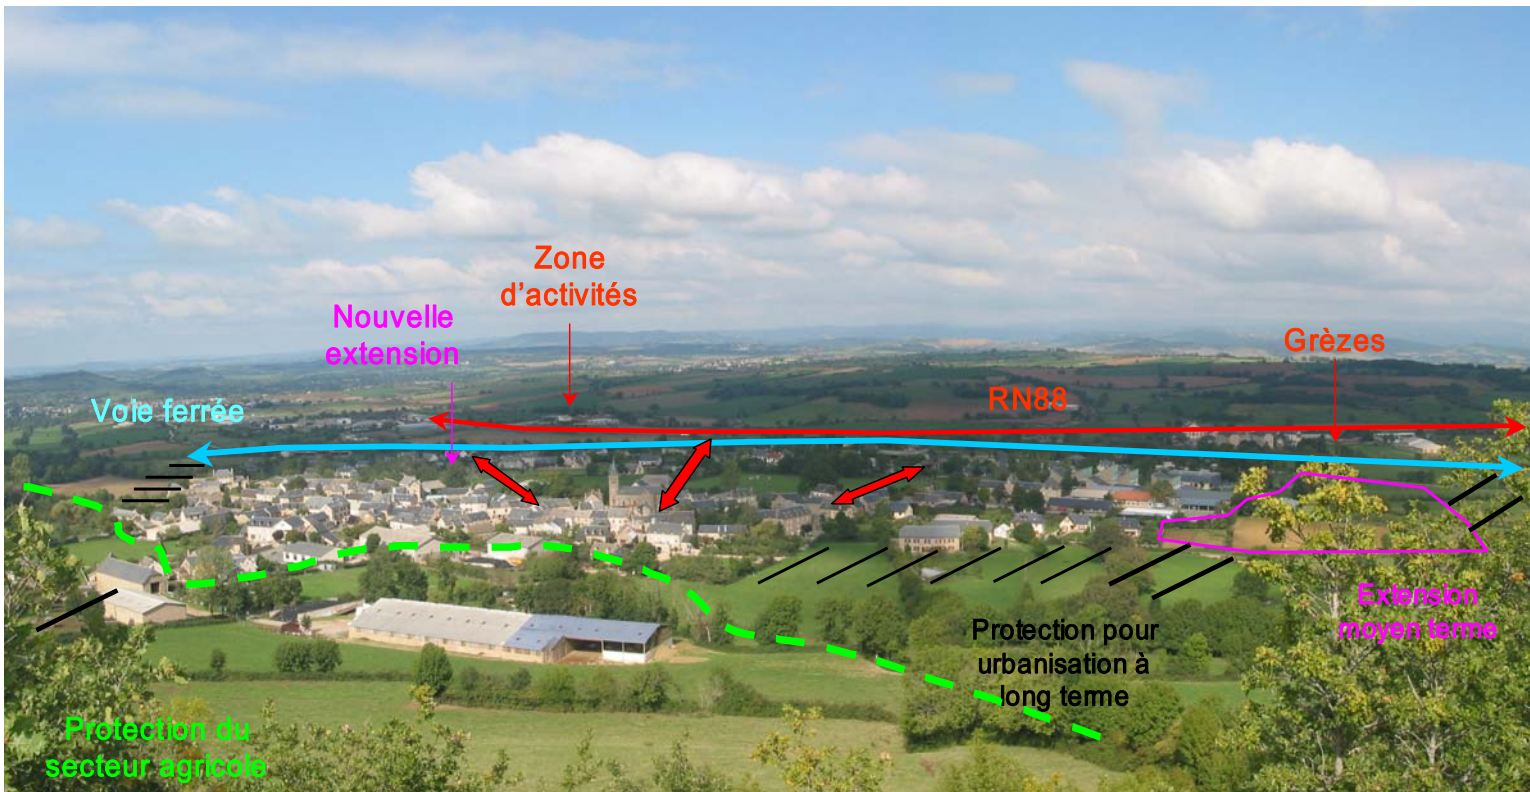 Zone
d'activités
Nouvelle
extension
Grèzes
Voie ferrée
RN88
Extension
moyen terme
Protection pour
urbanisation à
long terme
Protection du
secteur agricole